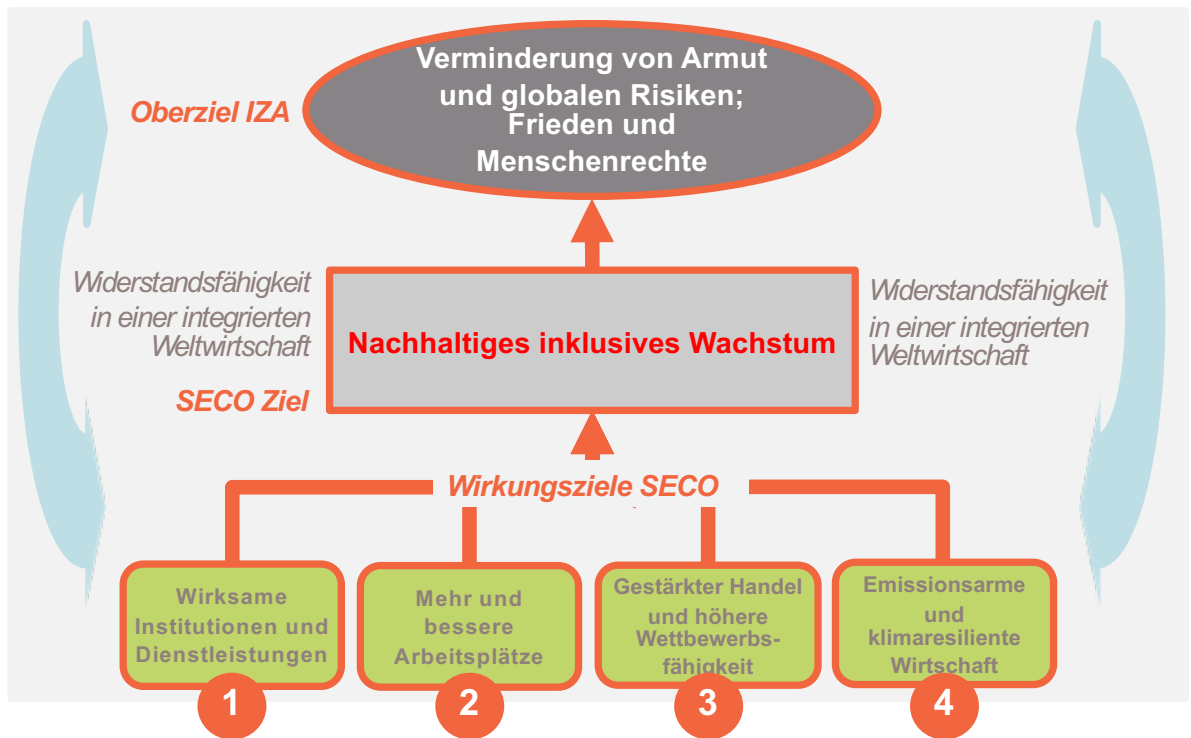 Verminderung von Armut
und globalen Risiken;
Frieden und
Menschenrechte
Oberziel IZA
Widerstandsfähigkeit
in einer integrierten
Weltwirtschaft
Nachhaltiges inklusives Wachstum
Widerstandsfähigkeit
in einer integrierten
Weltwirtschaft
SECO Ziel
Wirkungsziele SECO
Wirksame
Institutionen und
Dienstleistungen
1
Mehr und
bessere
Arbeitsplätze
2
Gestärkter Handel
und höhere
Wettbewerbs-
fähigkeit
3
Emissionsarme
und
klimaresiliente
Wirtschaft
4